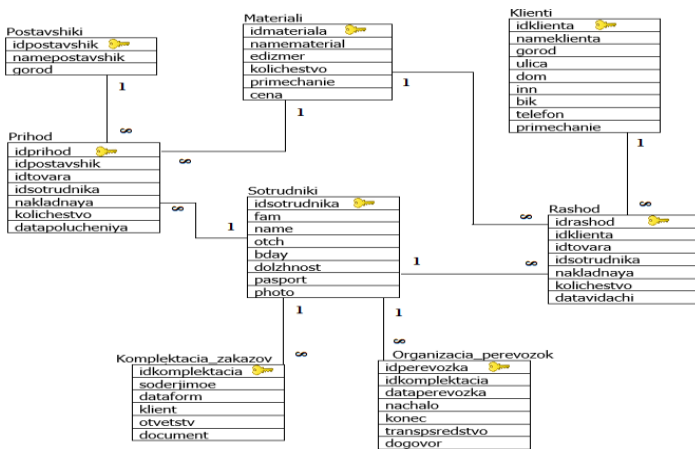 Postavshiki
idpostavshik
namepostavshik
gorod
1
∞
Materiali
idmateriala
namematerial
edizmer
kolichestvo
primechanie
cena
1
1
∞
∞
Klienti
idklienta
nameklienta
gorod
ulica
dom
inn
bik
telefon
primechanie
1
∞
Prihod
idprihod
idpostavshik
idtovara
idsotrudnika
nakladnaya
kolichestvo
datapolucheniya
∞
1
Sotrudniki
idsotrudnika
fam
name
otch
bday
dolzhnost
pasport
photo
1
∞
1
∞
1
∞
Rashod
idrashod
idklienta
idtovara
idsotrudnika
nakladnaya
kolichestvo
datavidachi
Komplektacia_zakazov
idkomplektacia
soderjimoe
dataform
klient
otvetstv
document
Organizacia_perevozok
idperevozka
idkomplektacia
dataperevozka
nachalo
konec
transpsredstvo
dogovor